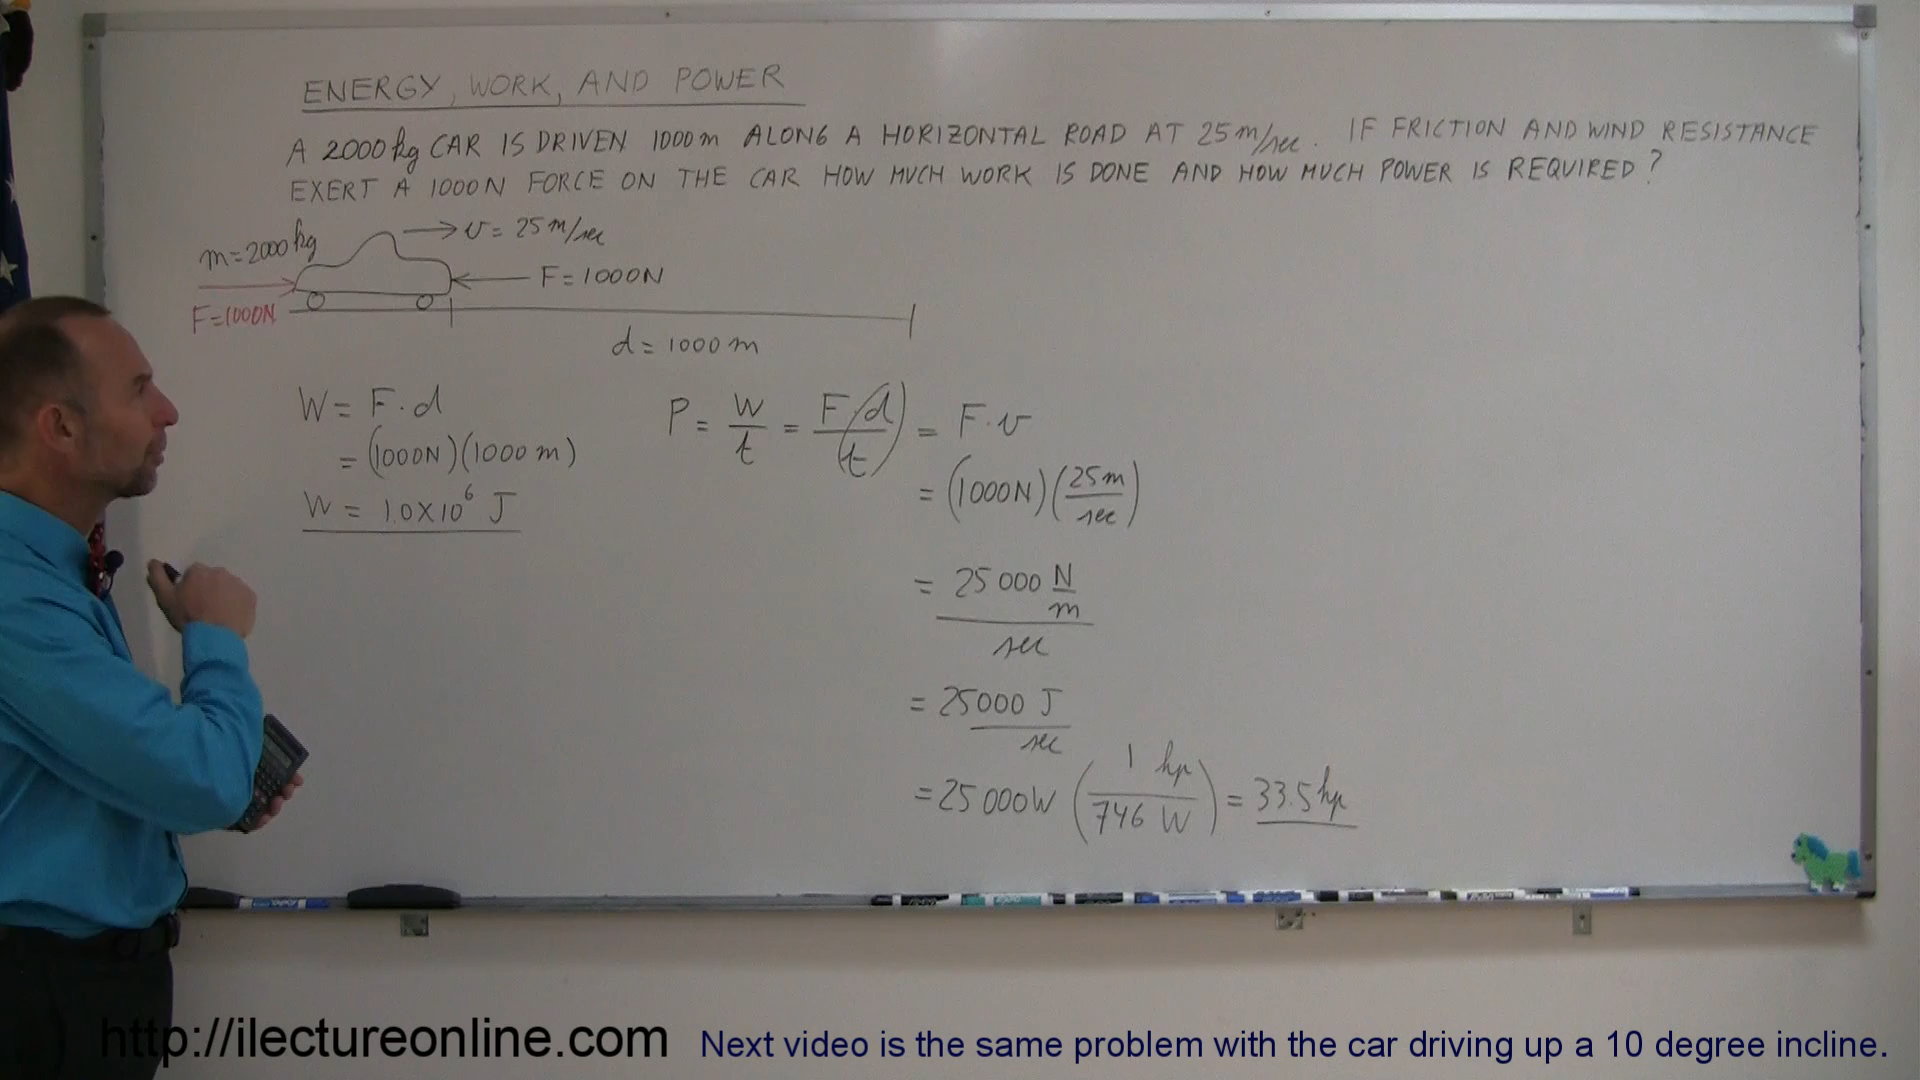 ENERGY, WORK, AND POWER
A 2000 kg CAR IS DRIVEN 1000 m ALONG A HORIZONTAL ROAD AT 25 m/sec. IF FRICTION AND WIND RESISTANCE
EXERT A 1000 N FORCE ON THE CAR HOW MUCH WORK IS DONE AND HOW MUCH POWER IS REQUIRED?
m = 2000 kg
v = 25 m/sec
F = 1000N
F = 1000N
d = 1000 m
W = F · d
= (1000N)(1000 m)
W = 1.0 X 10⁶ J
P = W/t = F(d/t) = F · v
= (1000N)(25m/sec)
= 25 000 N/m / sec
= 25000 J/sec
= 25 000W (1 hp / 746 W) = 33.5 hp
http://ilectureonline.com
Next video is the same problem with the car driving up a 10 degree incline.